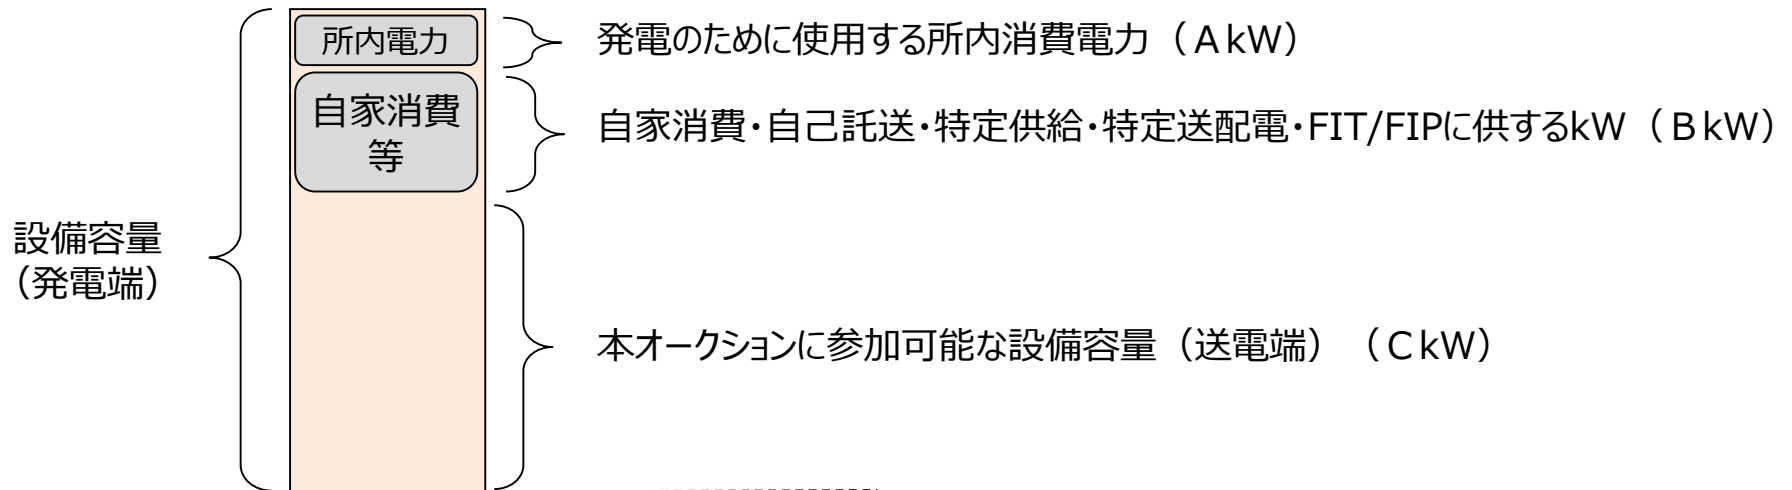 所内電力
発電のために使用する所内消費電力（AkW）
自家消費
等
自家消費・自己託送・特定供給・特定送配電・FIT/FIPに供するkW（BkW）
設備容量
（発電端）
本オークションに参加可能な設備容量（送電端）（CkW）